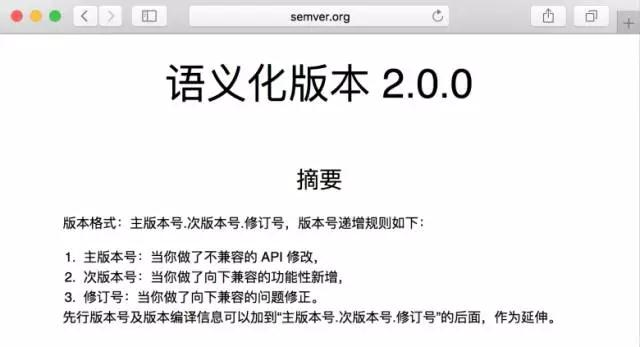 semver.org
语义化版本 2.0.0
摘要
版本格式：主版本号.次版本号.修订号，版本号递增规则如下：
1. 主版本号：当你做了不兼容的 API 修改，
2. 次版本号：当你做了向下兼容的功能性新增，
3. 修订号：当你做了向下兼容的问题修正。
先行版本号及版本编译信息可以加到“主版本号.次版本号.修订号”的后面，作为延伸。